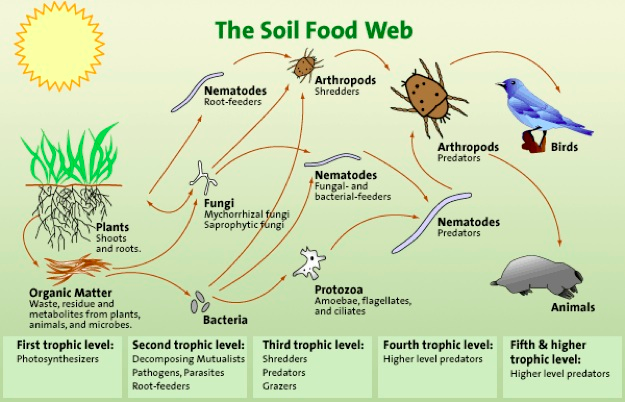 The Soil Food Web
Nematodes
Root-feeders
Arthropods
Shredders
Arthropods
Predators
Birds
Plants
Shoots
and roots.
Fungi
Mychorrhizal fungi
Saprophytic fungi
Nematodes
Fungal- and
bacterial-feeders
Nematodes
Predators
Organic Matter
Waste, residue and
metabolites from plants,
animals, and microbes.
Bacteria
Protozoa
Amoebae, flagellates,
and ciliates
Animals
First trophic level:
Photosynthesizers
Second trophic level:
Decomposing Mutualists
Pathogens, Parasites
Root-feeders
Third trophic level:
Shredders
Predators
Grazers
Fourth trophic level:
Higher level predators
Fifth & higher
trophic level:
Higher level predators